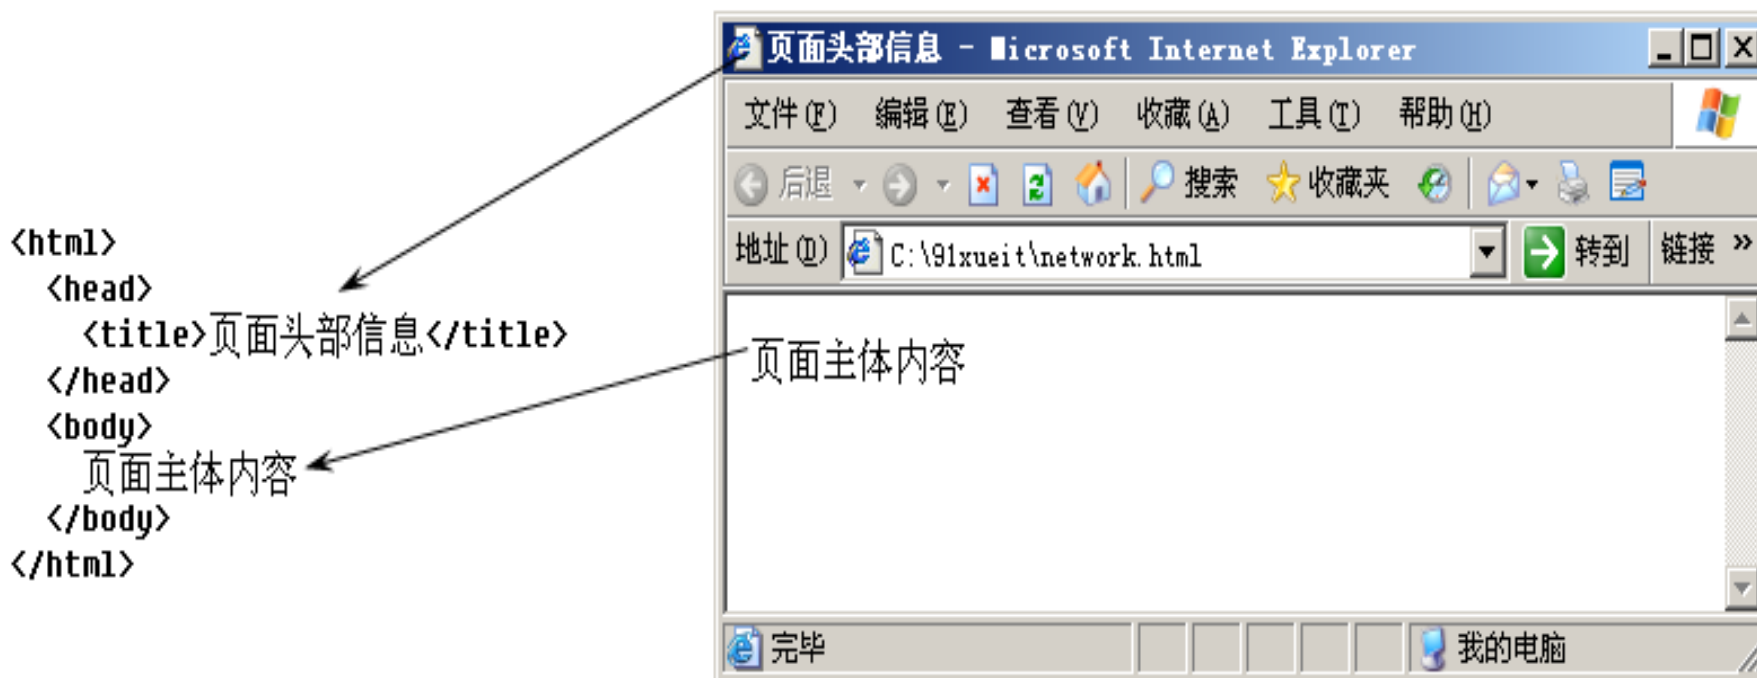 <html>
<head>
<title>页面头部信息</title>
</head>
<body>
页面主体内容
</body>
</html>
页面头部信息 - Microsoft Internet Explorer
文件(F) 编辑(E) 查看(V) 收藏(A) 工具(T) 帮助(H)
后退 搜索 收藏夹
地址(D) C:\91xueit\network.html 转到 链接 »
页面主体内容
完毕 我的电脑